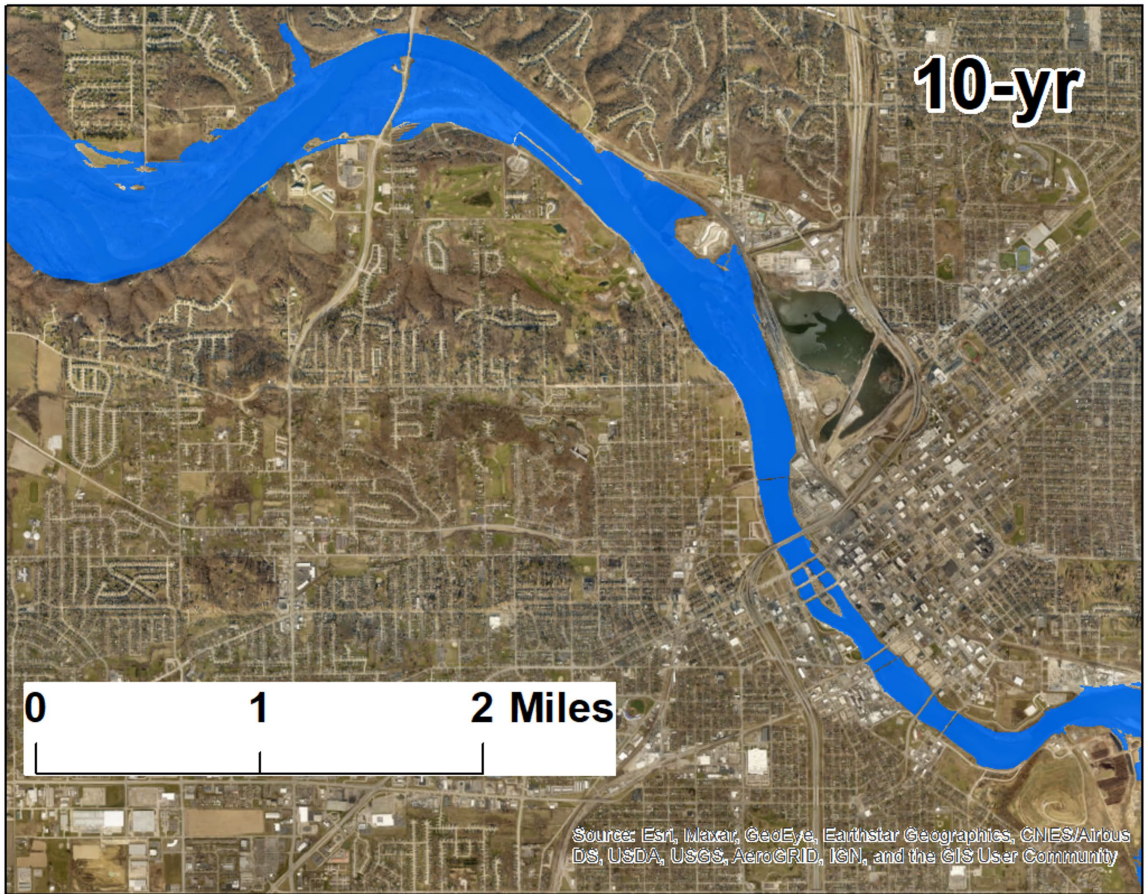 10-yr
0 1 2 Miles
Source: Esri, Maxar, GeoEye, Earthstar Geographics, CNES/Airbus
DS, USDA, USGS, AeroGRID, IGN, and the GIS User Community